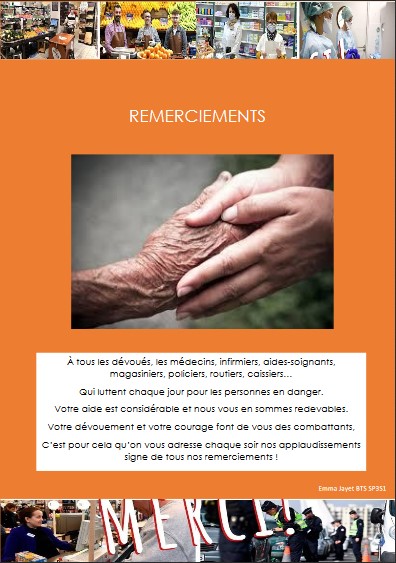 REMERCIEMENTS
À tous les dévoués, les médecins, infirmiers, aides-soignants,
magasiniers, policiers, routiers, caissiers…
Qui luttent chaque jour pour les personnes en danger.
Votre aide est considérable et nous vous en sommes redevables.
Votre dévouement et votre courage font de vous des combattants,
C'est pour cela qu'on vous adresse chaque soir nos applaudissements
signe de tous nos remerciements !
Emma Jayet BTS SP3S1
MERCI!